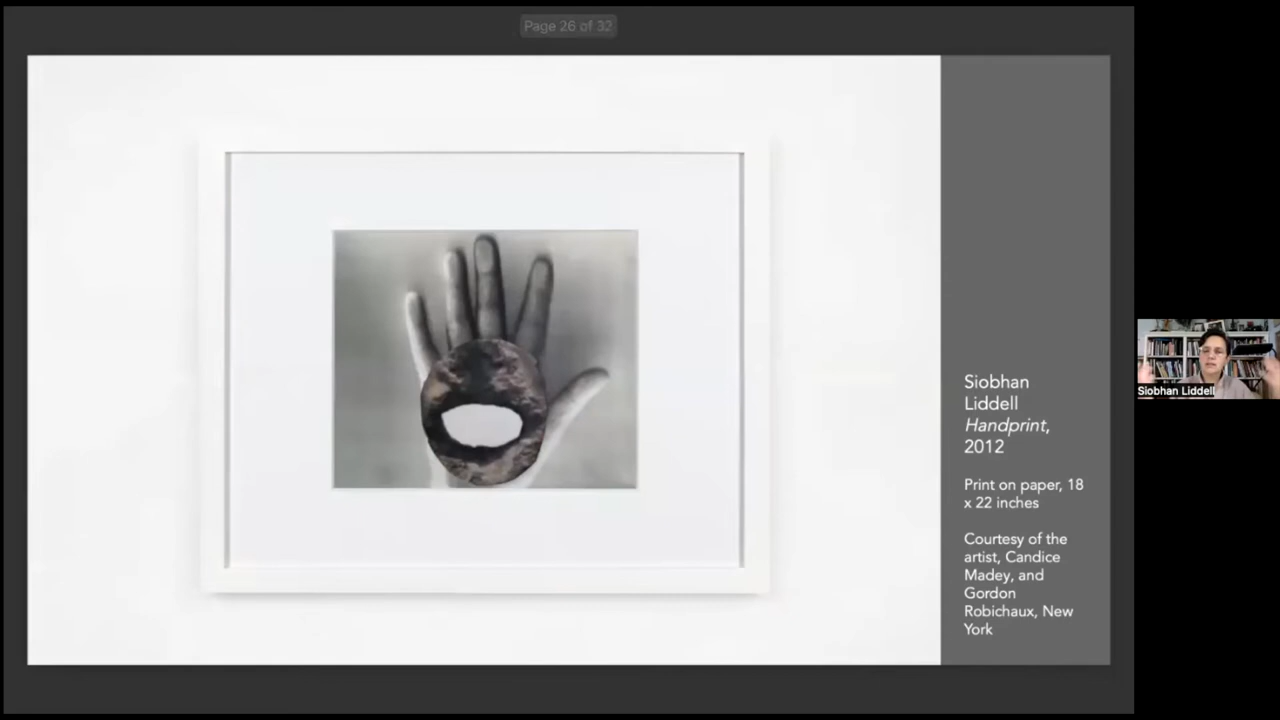 Page 26 of 32
Siobhan
Liddell
Handprint,
2012
Print on paper, 18
x 22 inches
Courtesy of the
artist, Candice
Madey, and
Gordon
Robichaux, New
York
Siobhan Liddell